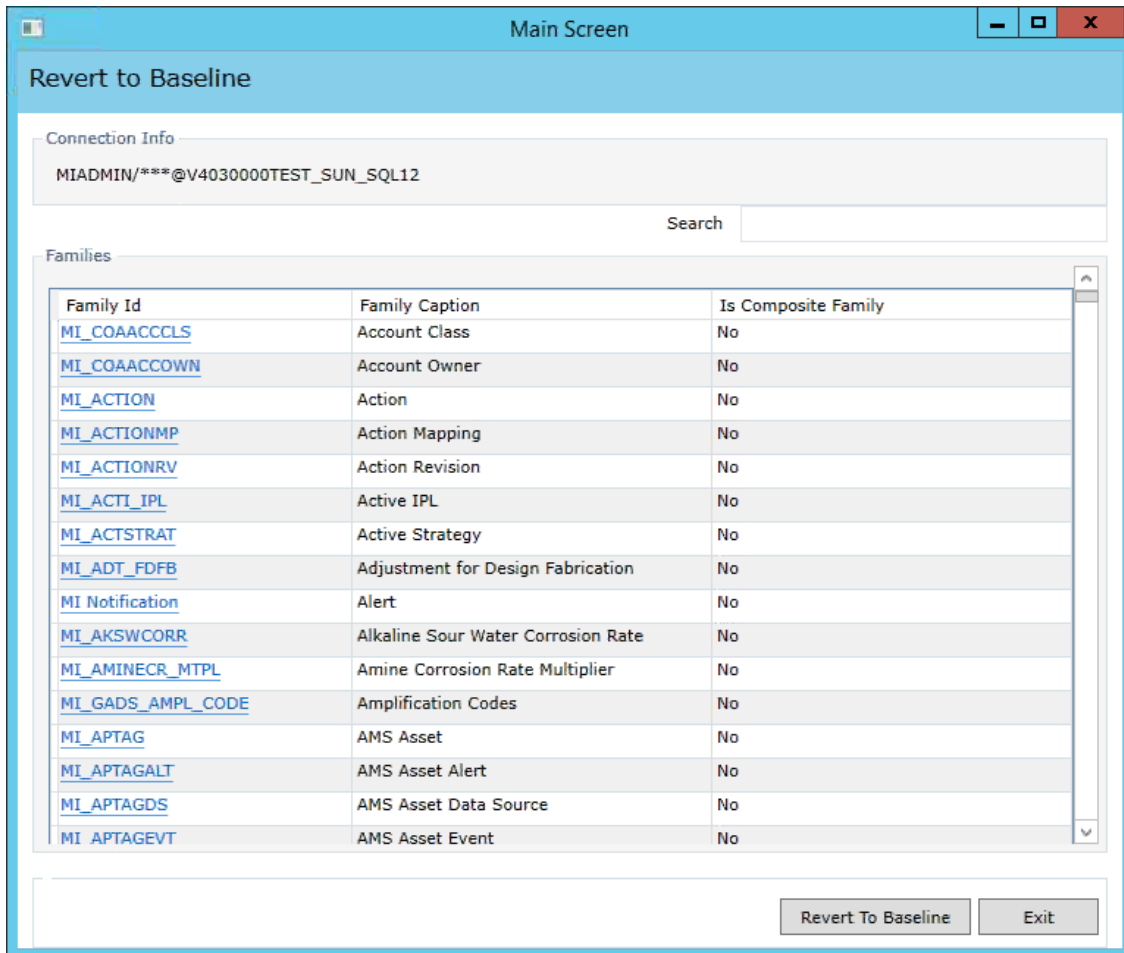 Main Screen
Revert to Baseline
Connection Info
MIADMIN/***@V4030000TEST_SUN_SQL12
Search
Families
Family Id Family Caption Is Composite Family
MI_COAACCCLS Account Class No
MI_COAACCOWN Account Owner No
MI_ACTION Action No
MI_ACTIONMP Action Mapping No
MI_ACTIONRV Action Revision No
MI_ACTI_IPL Active IPL No
MI_ACTSTRAT Active Strategy No
MI_ADT_FDFB Adjustment for Design Fabrication No
MI Notification Alert No
MI_AKSWCORR Alkaline Sour Water Corrosion Rate No
MI_AMINECR_MTPL Amine Corrosion Rate Multiplier No
MI_GADS_AMPL_CODE Amplification Codes No
MI_APTAG AMS Asset No
MI_APTAGALT AMS Asset Alert No
MI_APTAGDS AMS Asset Data Source No
MI_APTAGEVT AMS Asset Event No
Revert To Baseline Exit